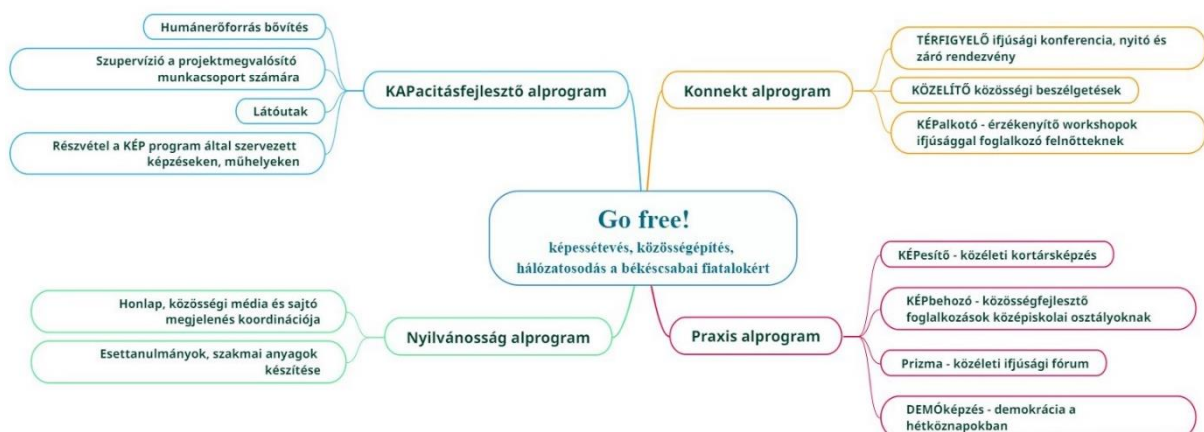 Go free!
képessétevés, közösségépítés,
hálózatosodás a békéscsabai fiatalokért
KAPacitásfejlesztő alprogram
Humánerőforrás bővítés
Szupervízió a projektmegvalósító
munkacsoport számára
Látóutak
Részvétel a KÉP program által szervezett
képzéseken, műhelyeken
Konnekt alprogram
TÉRFIGYELŐ ifjúsági konferencia, nyitó és
záró rendezvény
KÖZELÍTŐ közösségi beszélgetések
KÉPalkotó - érzékenyítő workshopok
ifjúsággal foglalkozó felnőtteknek
Nyilvánosság alprogram
Honlap, közösségi média és sajtó
megjelenés koordinációja
Esettanulmányok, szakmai anyagok
készítése
Praxis alprogram
KÉPesítő - közéleti kortársképzés
KÉPbehozó - közösségfejlesztő
foglalkozások középiskolai osztályoknak
Prizma - közéleti ifjúsági fórum
DEMÓképzés - demokrácia a
hétköznapokban